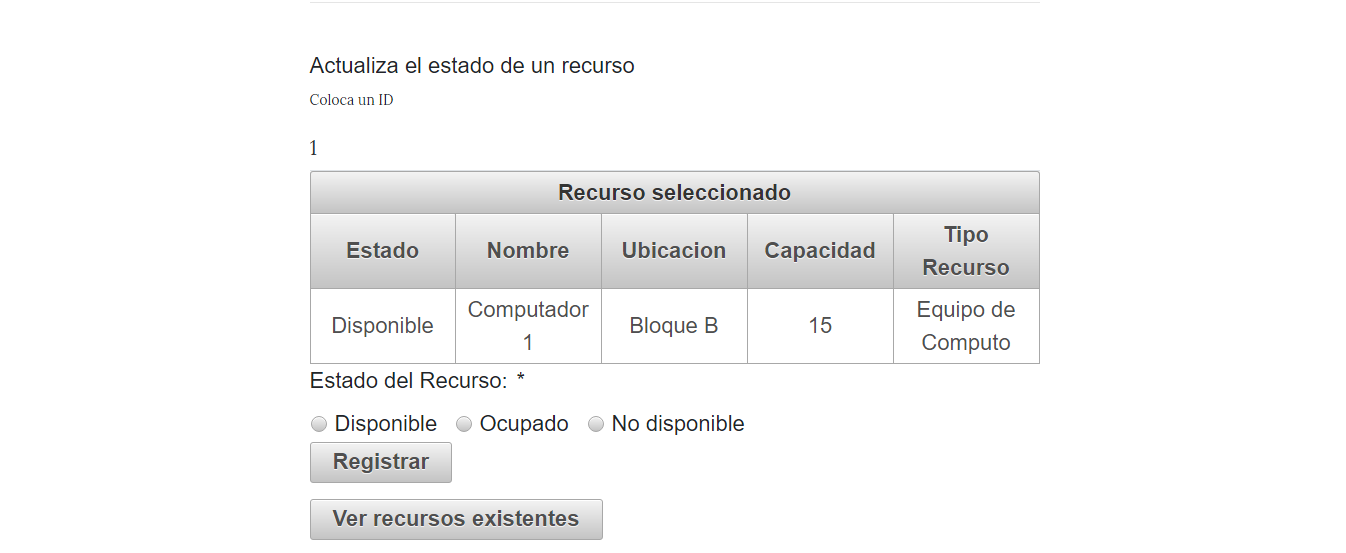 Actualiza el estado de un recurso
Coloca un ID
1
Recurso seleccionado
Estado Nombre Ubicacion Capacidad Tipo Recurso
Disponible Computador 1 Bloque B 15 Equipo de Computo
Estado del Recurso: *
Disponible Ocupado No disponible
Registrar
Ver recursos existentes